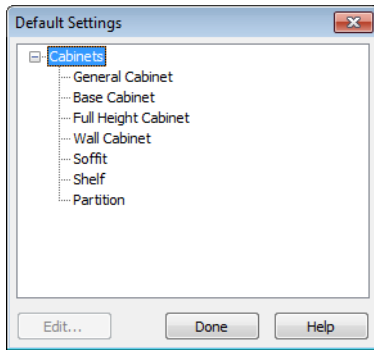 Default Settings
Cabinets
General Cabinet
Base Cabinet
Full Height Cabinet
Wall Cabinet
Soffit
Shelf
Partition
Edit... Done Help